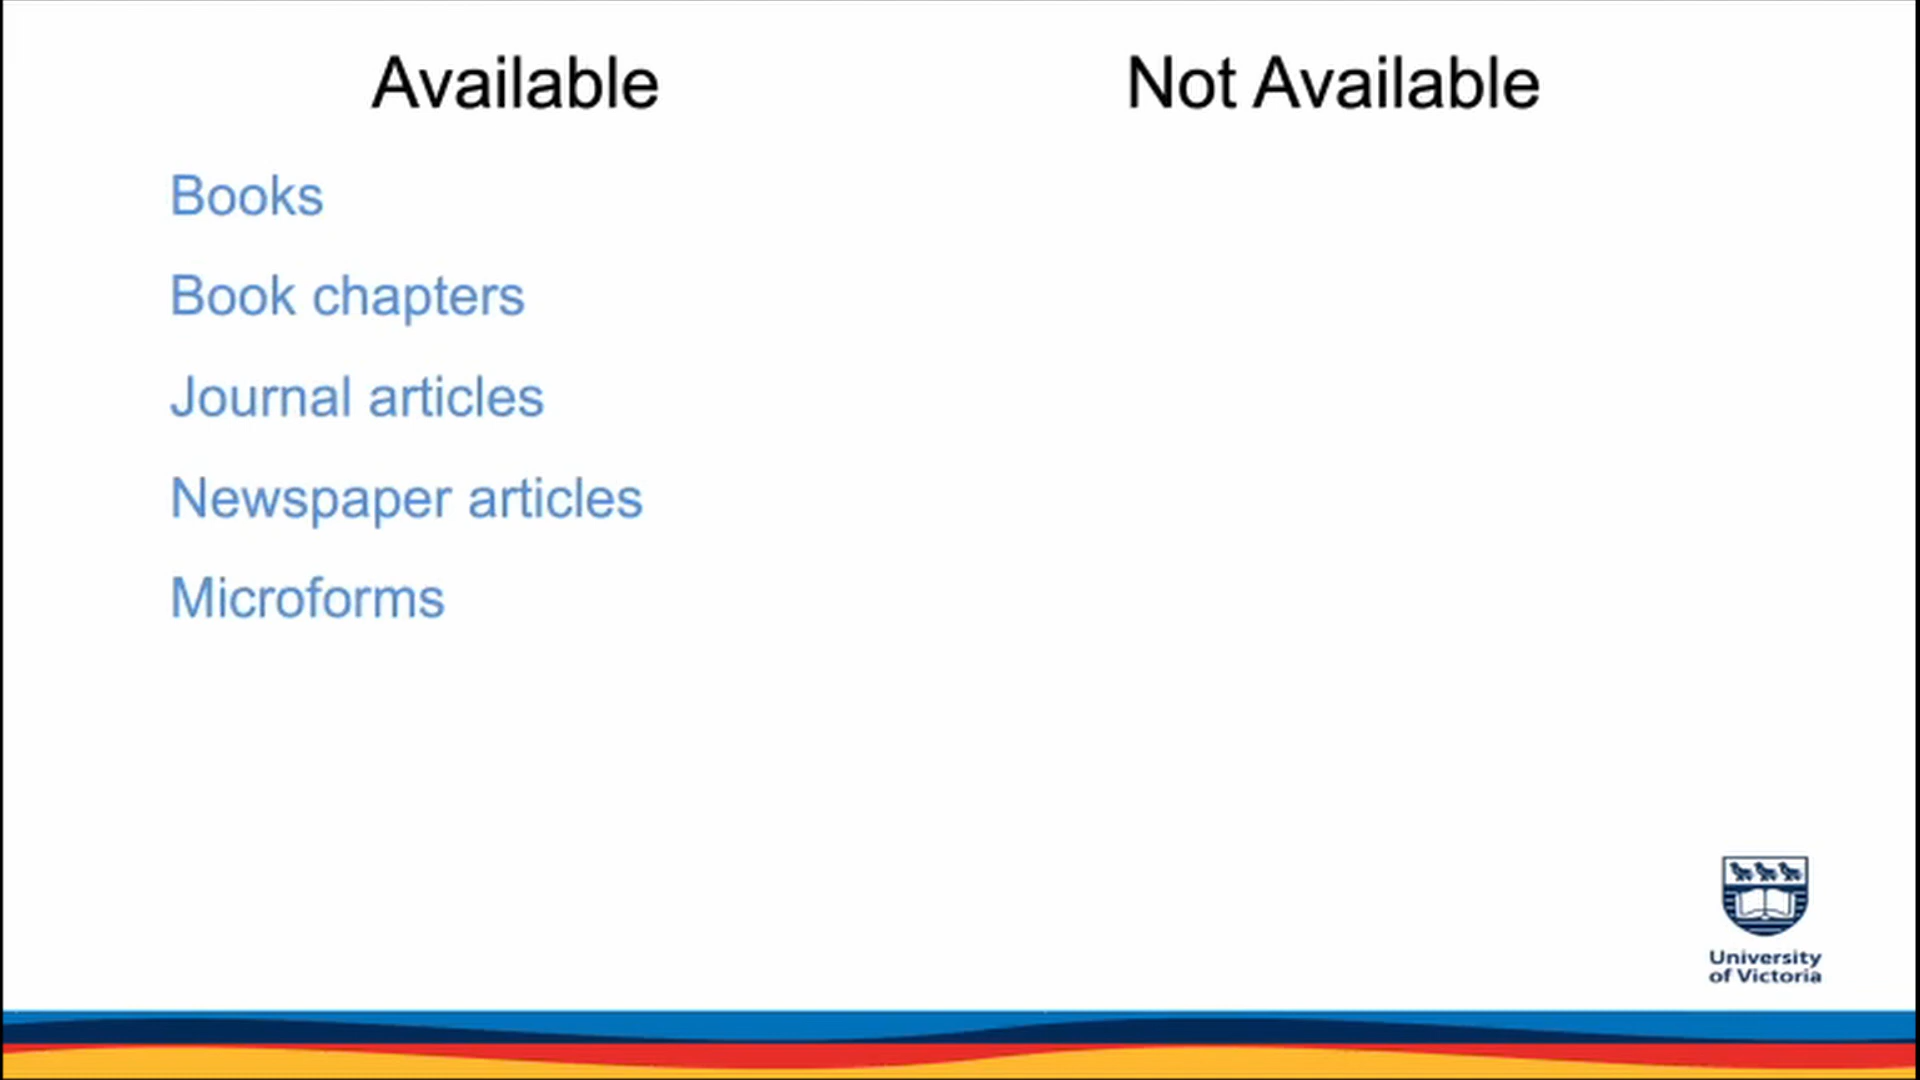 Available
Not Available
Books
Book chapters
Journal articles
Newspaper articles
Microforms
University
of Victoria